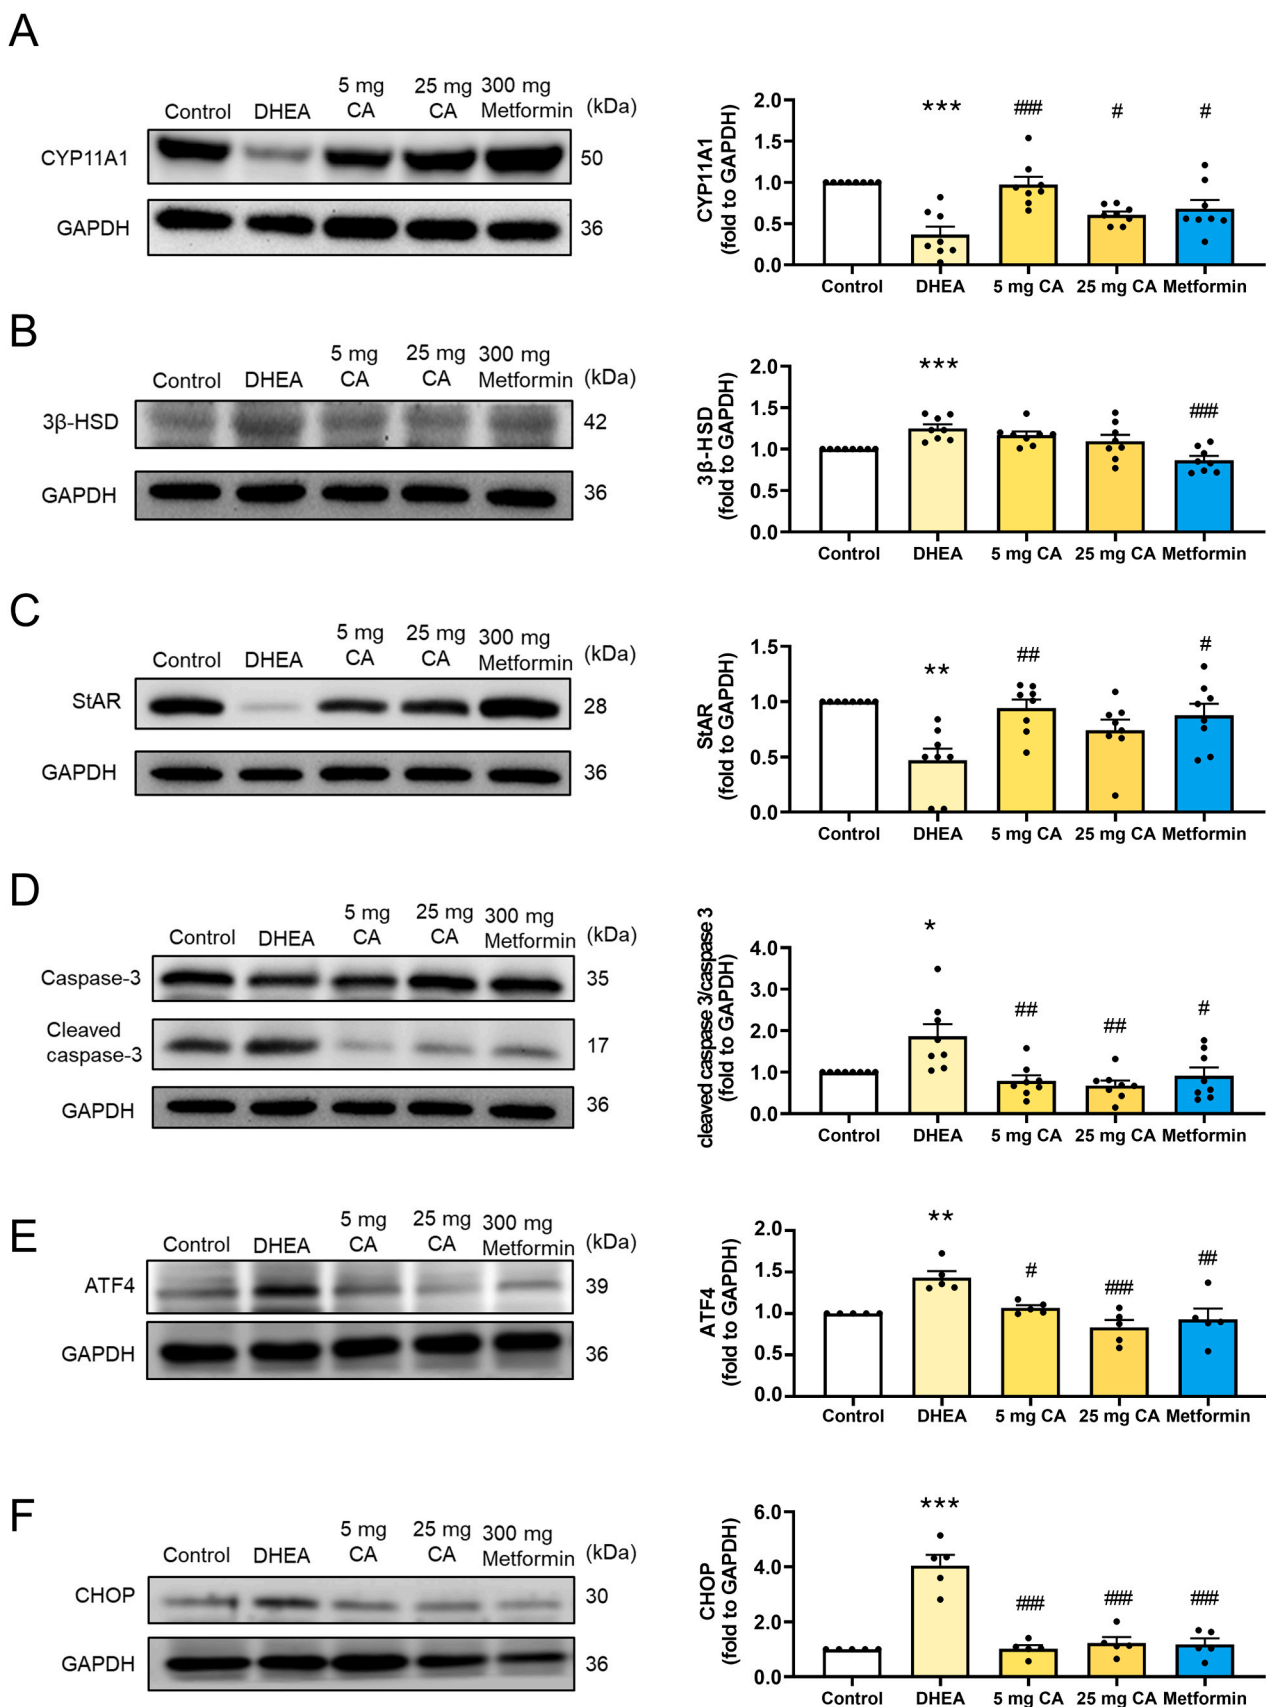 A
Control DHEA 5 mg CA 25 mg CA 300 mg Metformin (kDa)
CYP11A1 50
GAPDH 36
CYP11A1
(fold to GAPDH)
2.0
1.5
1.0
0.5
0.0
*** ### # #
Control DHEA 5 mg CA 25 mg CA Metformin
B
Control DHEA 5 mg CA 25 mg CA 300 mg Metformin (kDa)
3β-HSD 42
GAPDH 36
3β-HSD
(fold to GAPDH)
2.0
1.5
1.0
0.5
0.0
*** ###
Control DHEA 5 mg CA 25 mg CA Metformin
C
Control DHEA 5 mg CA 25 mg CA 300 mg Metformin (kDa)
StAR 28
GAPDH 36
StAR
(fold to GAPDH)
1.5
1.0
0.5
0.0
** ## #
Control DHEA 5 mg CA 25 mg CA Metformin
D
Control DHEA 5 mg CA 25 mg CA 300 mg Metformin (kDa)
Caspase-3 35
Cleaved
caspase-3 17
GAPDH 36
cleaved caspase 3/caspase 3
(fold to GAPDH)
4.0
3.0
2.0
1.0
0.0
* ## ## #
Control DHEA 5 mg CA 25 mg CA Metformin
E
Control DHEA 5 mg CA 25 mg CA 300 mg Metformin (kDa)
ATF4 39
GAPDH 36
ATF4
(fold to GAPDH)
2.0
1.5
1.0
0.5
0.0
** # ### ##
Control DHEA 5 mg CA 25 mg CA Metformin
F
Control DHEA 5 mg CA 25 mg CA 300 mg Metformin (kDa)
CHOP 30
GAPDH 36
CHOP
(fold to GAPDH)
6.0
4.0
2.0
0.0
*** ### ### ###
Control DHEA 5 mg CA 25 mg CA Metformin